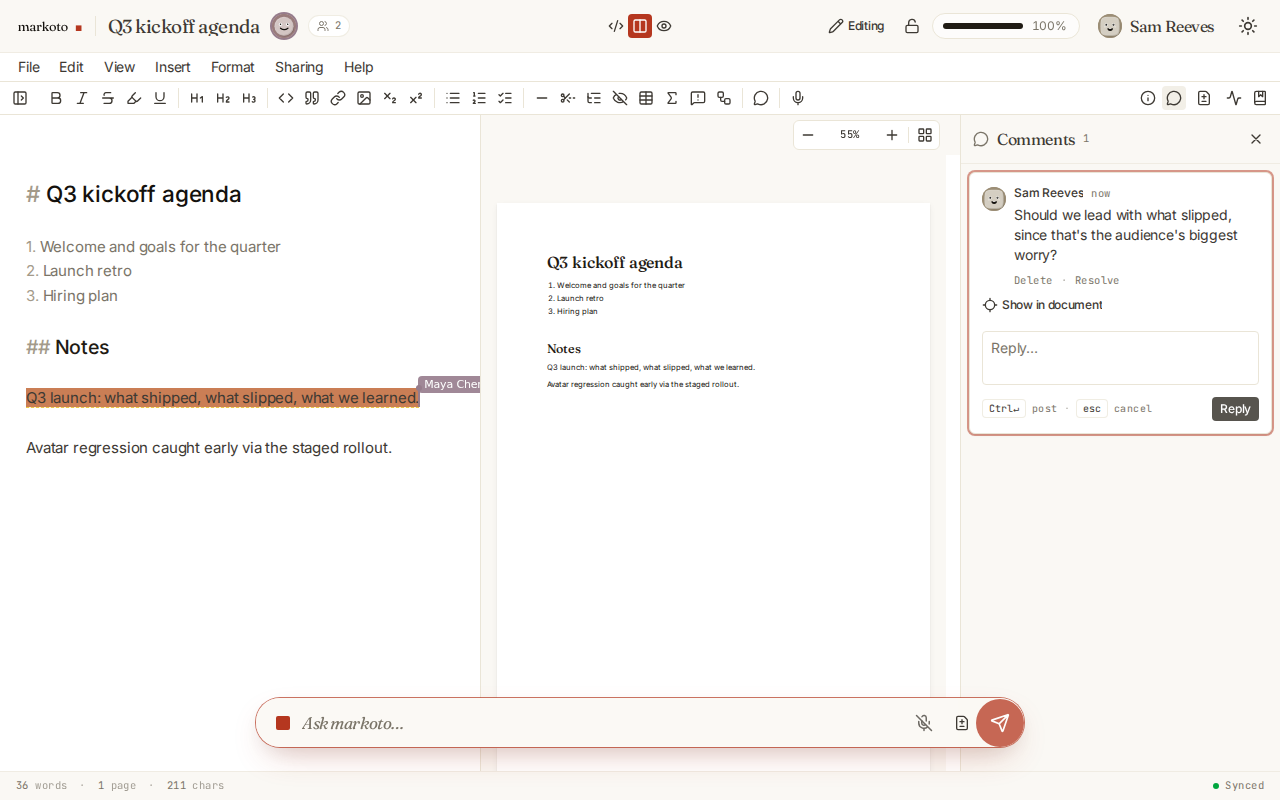 markoto
Q3 kickoff agenda
2
Editing
100%
Sam Reeves
File Edit View Insert Format Sharing Help
H1 H2 H3
55%
Comments 1
# Q3 kickoff agenda
1. Welcome and goals for the quarter
2. Launch retro
3. Hiring plan
## Notes
Maya Chen
Q3 launch: what shipped, what slipped, what we learned.
Avatar regression caught early via the staged rollout.
Q3 kickoff agenda
1. Welcome and goals for the quarter
2. Launch retro
3. Hiring plan
Notes
Q3 launch: what shipped, what slipped, what we learned.
Avatar regression caught early via the staged rollout.
Sam Reeves now
Should we lead with what slipped,
since that's the audience's biggest
worry?
Delete · Resolve
Show in document
Reply...
Ctrl↵ post · esc cancel
Reply
Ask markoto...
36 words · 1 page · 211 chars
Synced